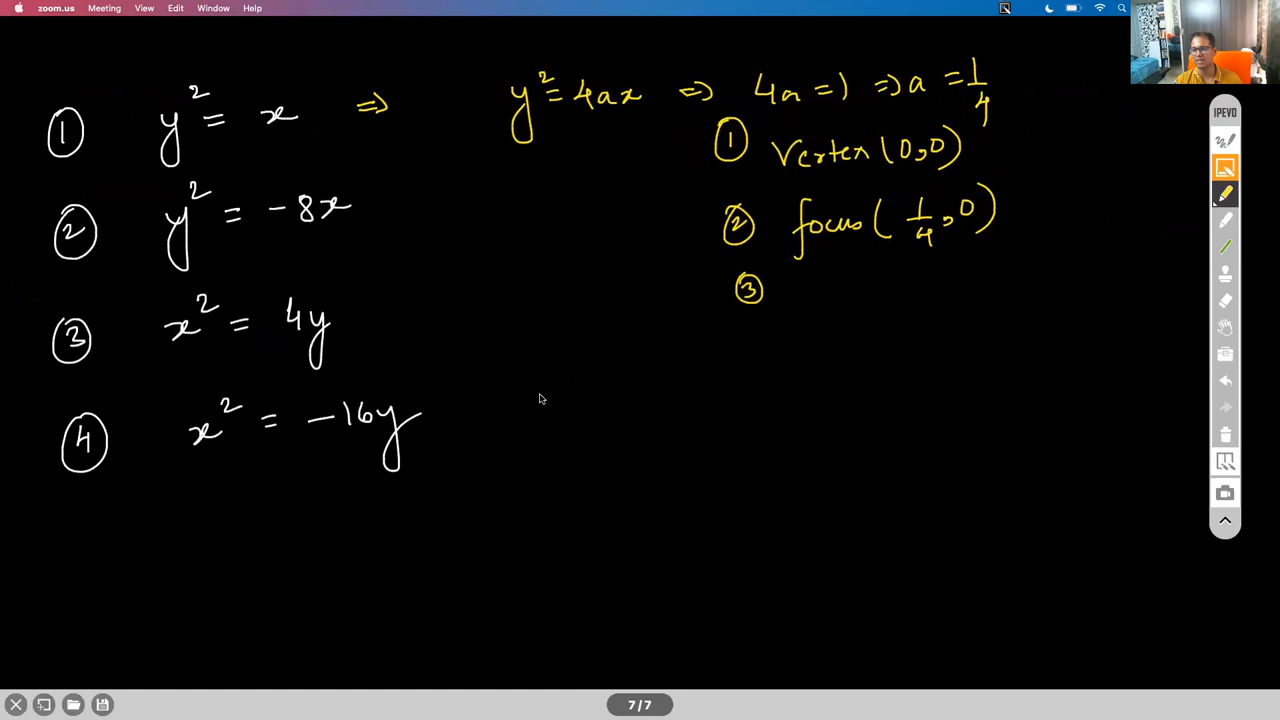 zoom.us Meeting View Edit Window Help
① y² = x ⇒ y² = 4ax ⇒ 4a = 1 ⇒ a = 1/4
① Vertex (0,0)
② y² = -8x
② focus (1/4, 0)
③
③ x² = 4y
④ x² = -16y
IPEVO
7/7